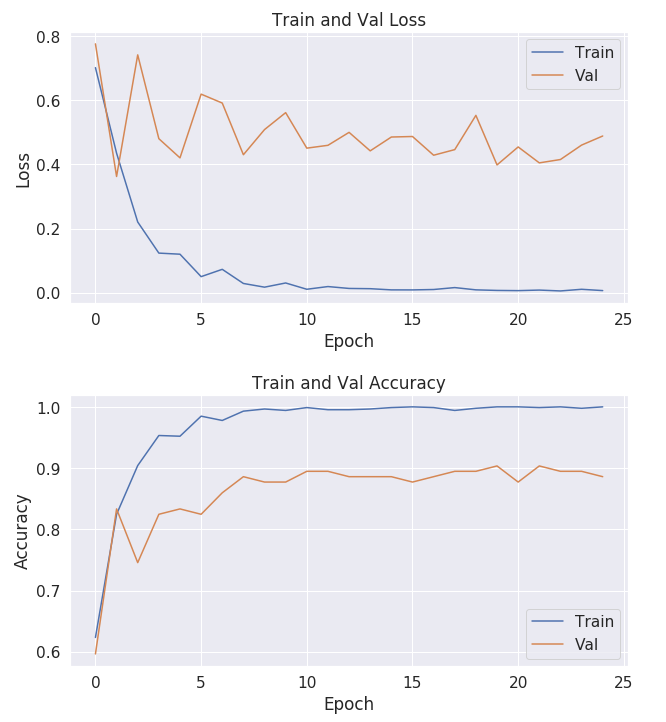 Train and Val Loss
0.8
0.6
0.4
0.2
0.0
Loss
Train
Val
0 5 10 15 20 25
Epoch
Train and Val Accuracy
1.0
0.9
0.8
0.7
0.6
Accuracy
Train
Val
0 5 10 15 20 25
Epoch